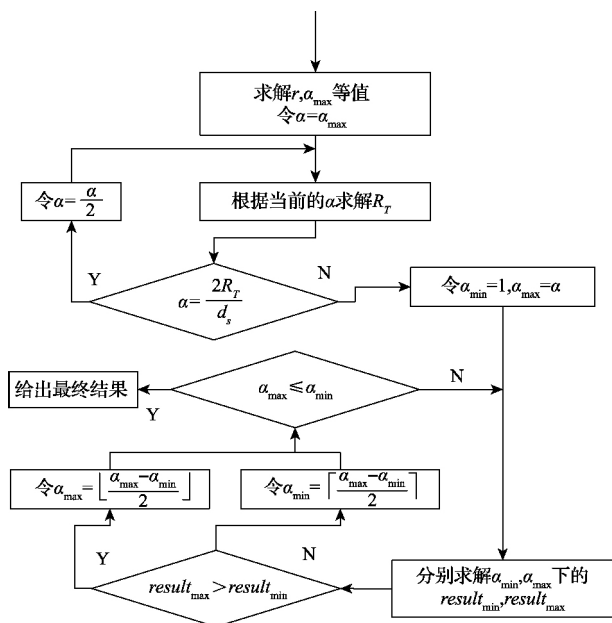 求解r,α_max等值
令α=α_max
令α=α/2
根据当前的α求解R_T
Y
N
α=2R_T/d_s
令α_min=1,α_max=α
给出最终结果
α_max≤α_min
N
Y
令α_max=⌊(α_max−α_min)/2⌋
令α_min=⌈(α_max−α_min)/2⌉
Y
N
result_max>result_min
分别求解α_min,α_max下的
result_min,result_max